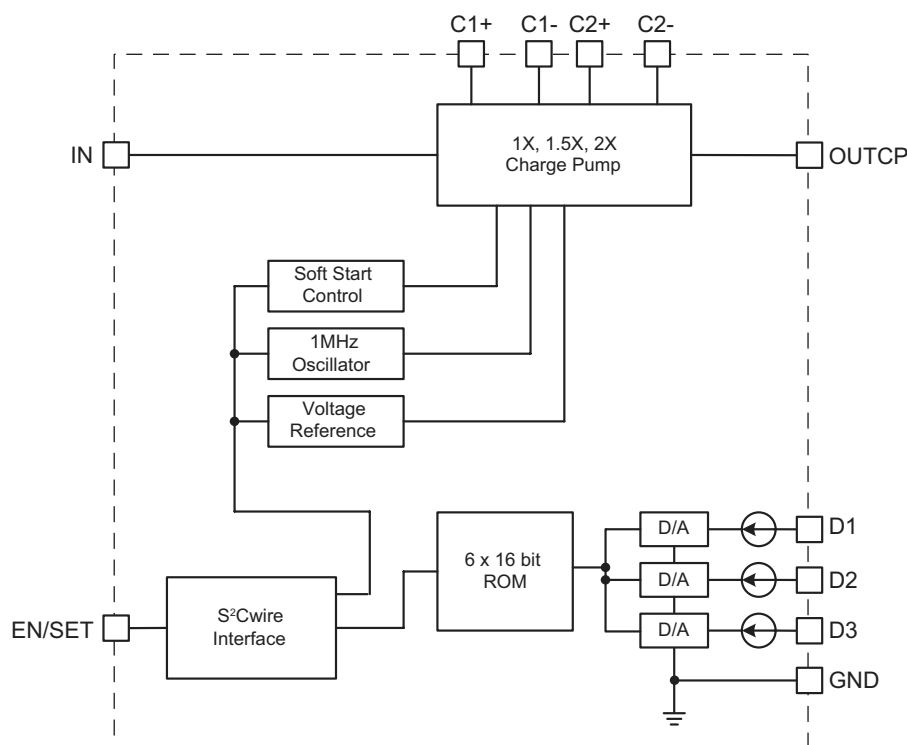 C1+ C1- C2+ C2-
IN
1X, 1.5X, 2X
Charge Pump
OUTCP
Soft Start
Control
1MHz
Oscillator
Voltage
Reference
6 x 16 bit
ROM
D/A
D1
D/A
D2
D/A
D3
EN/SET
S²Cwire
Interface
GND